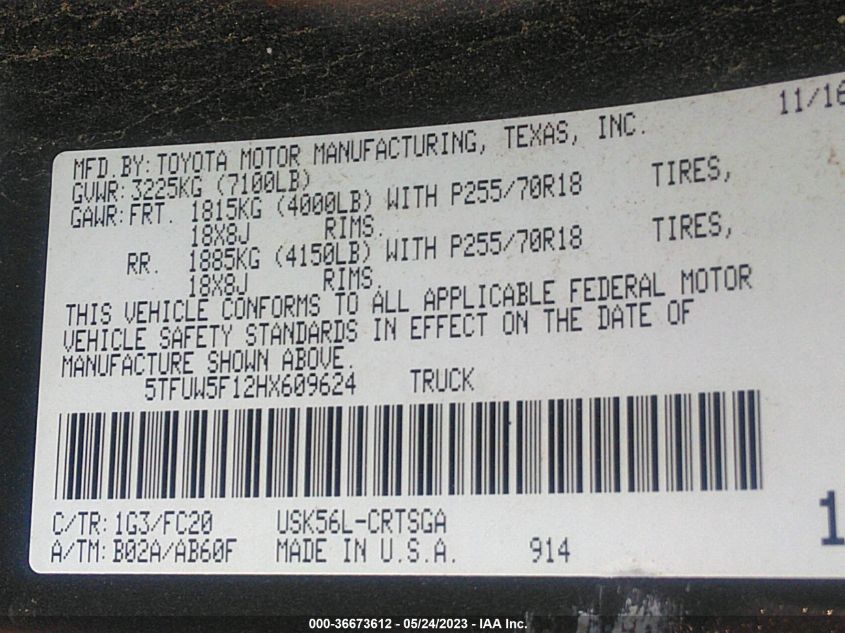 11/16
MFD.BY: TOYOTA MOTOR MANUFACTURING, TEXAS, INC.
GVWR: 3225KG (7100LB)
GAWR: FRT. 1815KG (4000LB) WITH P255/70R18 TIRES,
18X8J RIMS.
RR. 1885KG (4150LB) WITH P255/70R18 TIRES,
18X8J RIMS.
THIS VEHICLE CONFORMS TO ALL APPLICABLE FEDERAL MOTOR
VEHICLE SAFETY STANDARDS IN EFFECT ON THE DATE OF
MANUFACTURE SHOWN ABOVE.
5TFUW5F12HX609624 TRUCK
C/TR: 1G3/FC20 USK56L-CRTSGA
A/TM: B02A/AB60F MADE IN U.S.A. 914
1
000-36673612 - 05/24/2023 - IAA Inc.